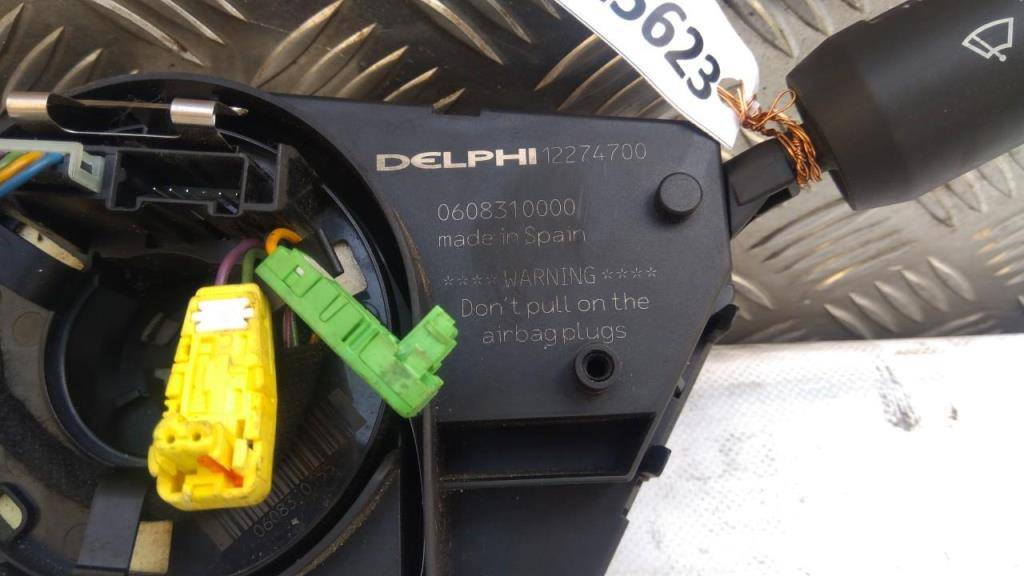 5623
DELPHI 12274700
0608310000
made in Spain
**** WARNING ****
Don't pull on the
airbag plugs